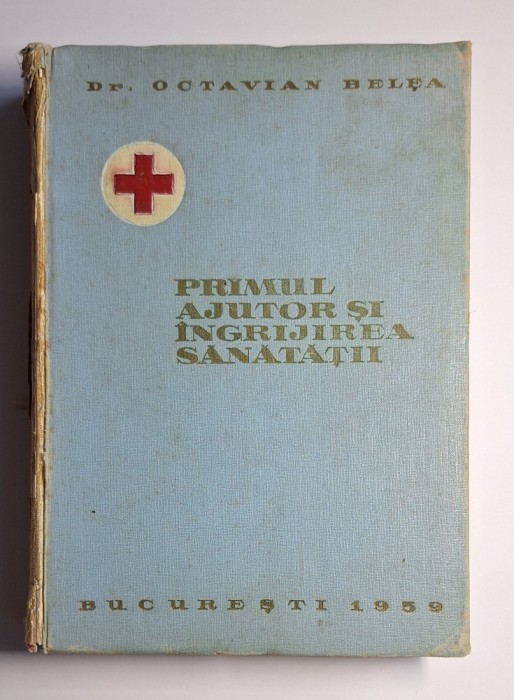 Dr. OCTAVIAN BELEA
PRIMUL
AJUTOR ȘI
ÎNGRIJIREA
SĂNĂTĂȚII
BUCUREȘTI 1959